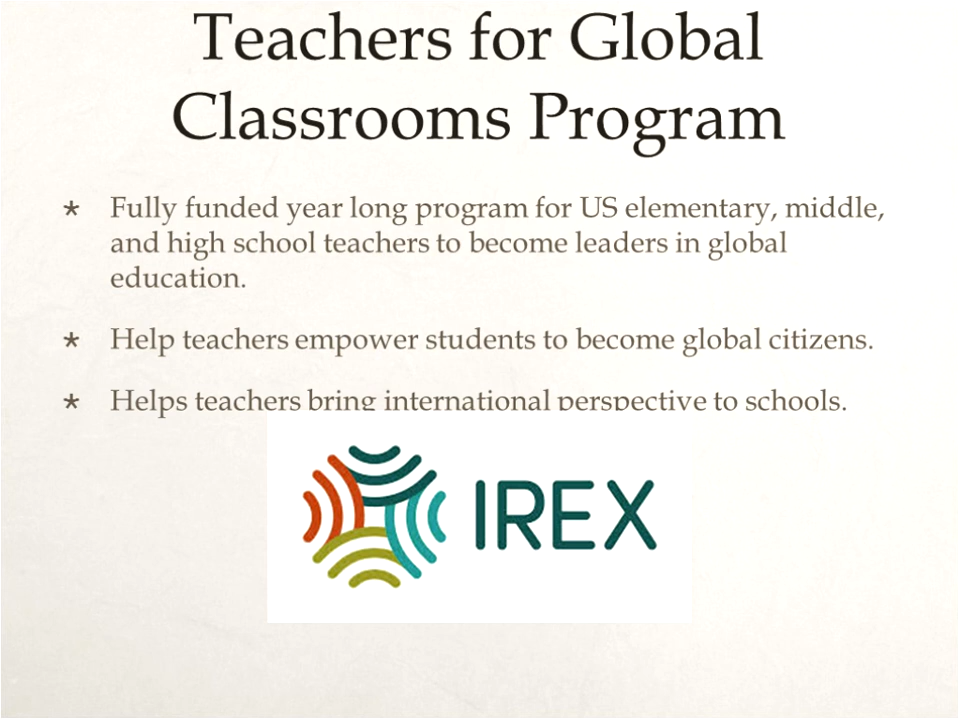 Teachers for Global
Classrooms Program
* Fully funded year long program for US elementary, middle,
and high school teachers to become leaders in global
education.
* Help teachers empower students to become global citizens.
* Helps teachers bring international perspective to schools.
IREX